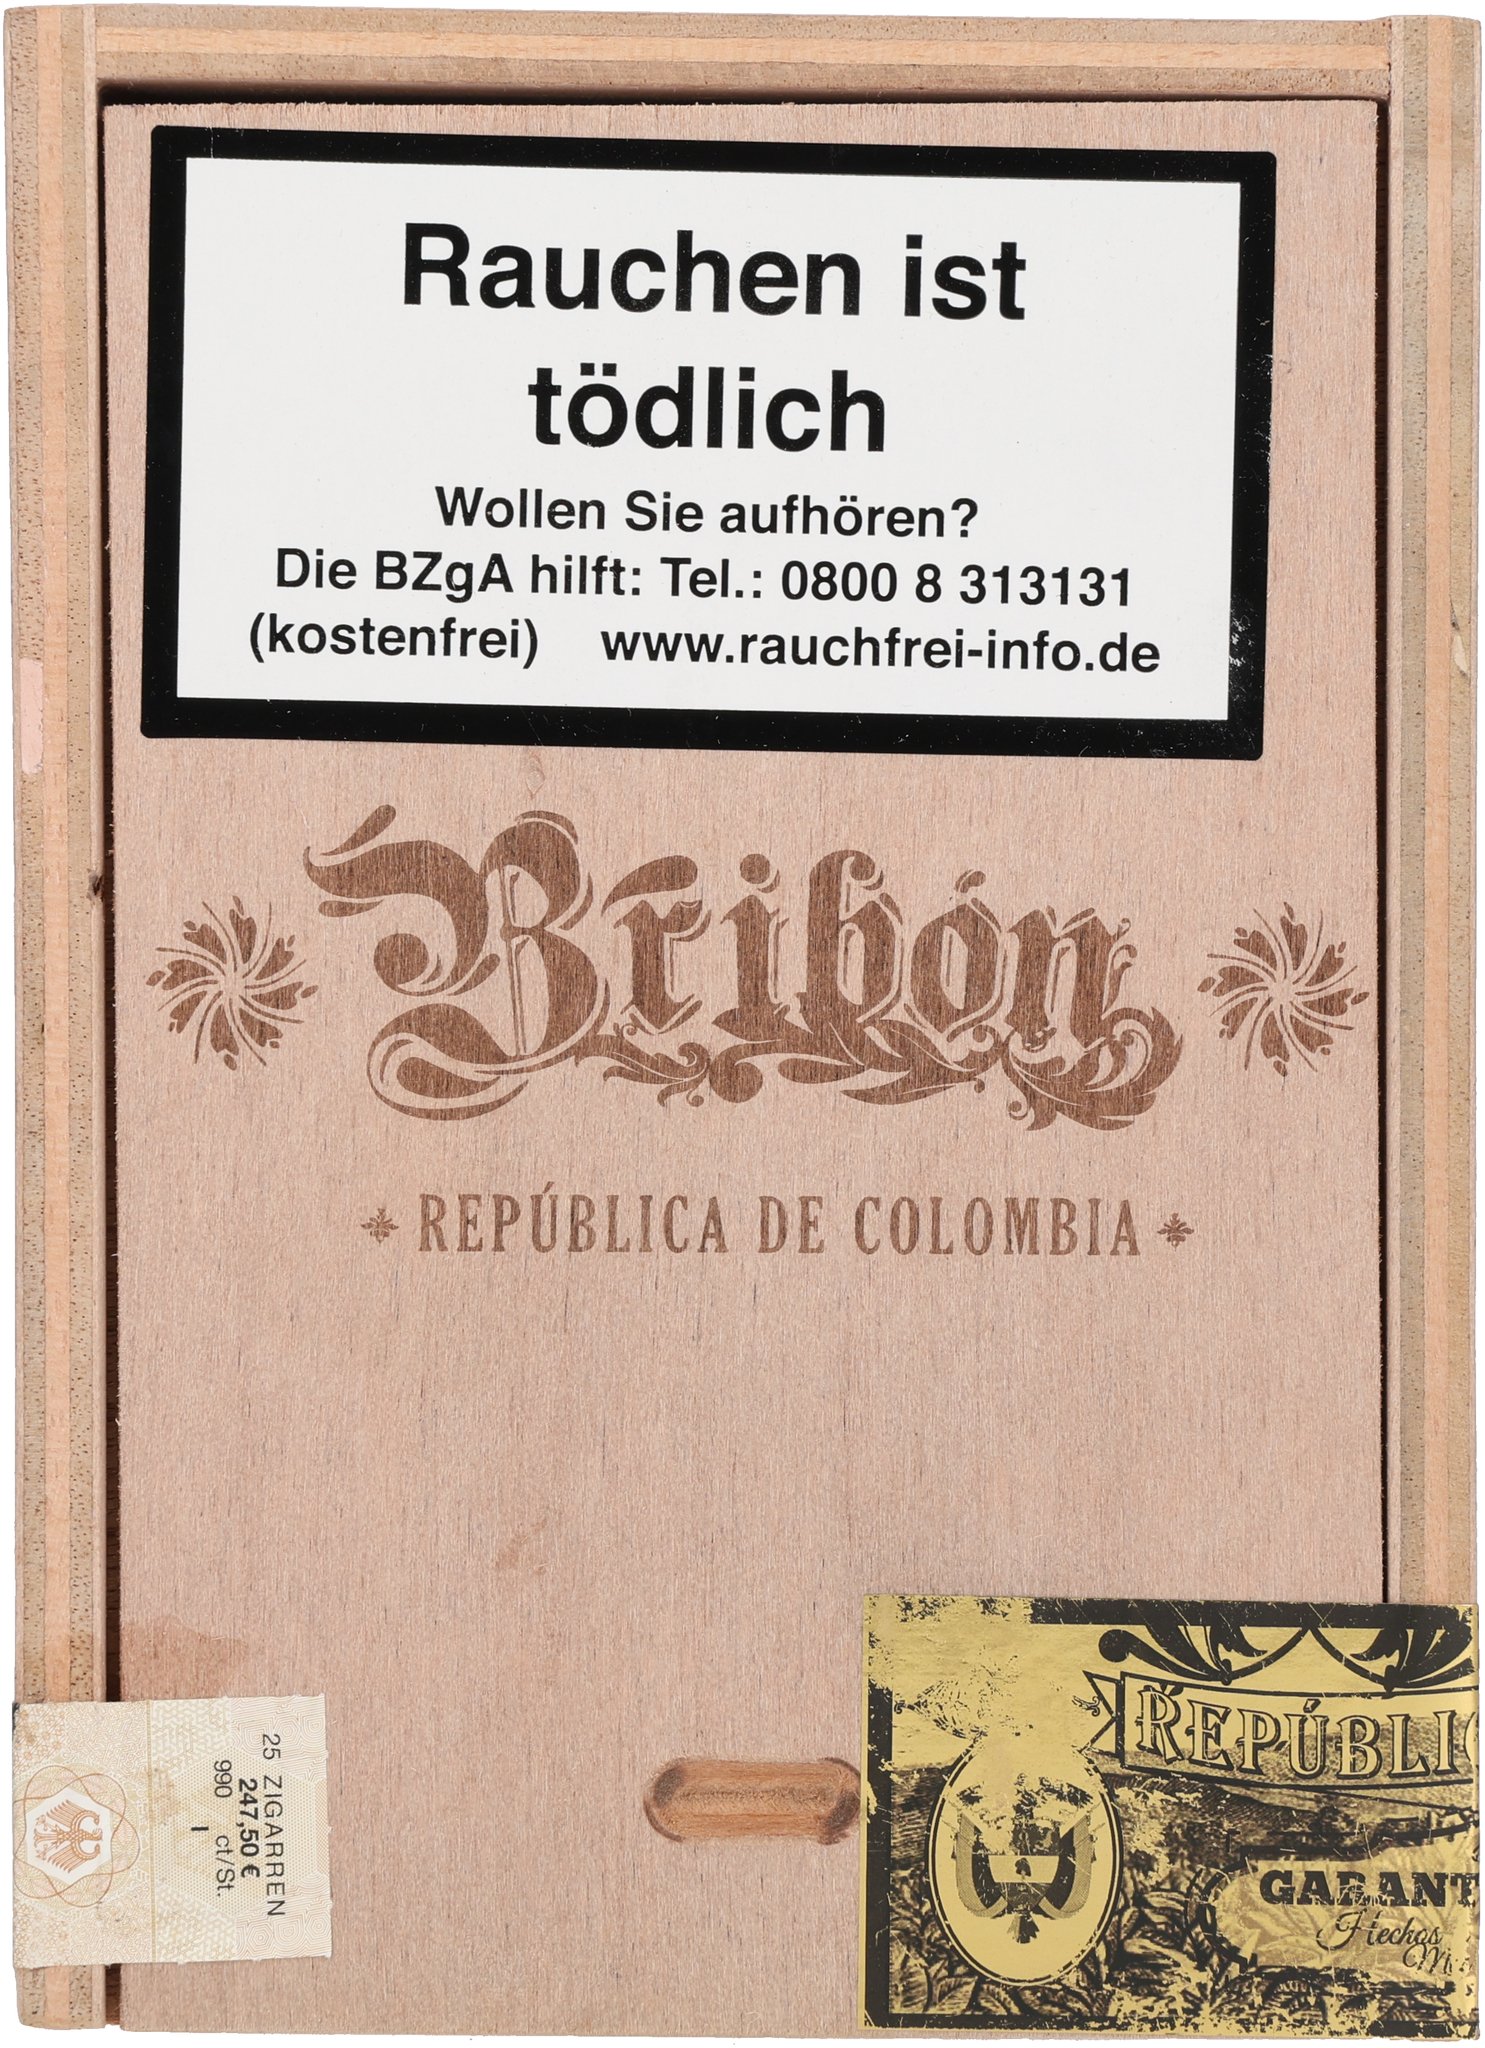 Rauchen ist
tödlich
Wollen Sie aufhören?
Die BZgA hilft: Tel.: 0800 8 313131
(kostenfrei) www.rauchfrei-info.de
Bribón
REPÚBLICA DE COLOMBIA
25 ZIGARREN
247,50 €
990 ct/St.
I
REPÚBLIC
GARANT
Hechos
M